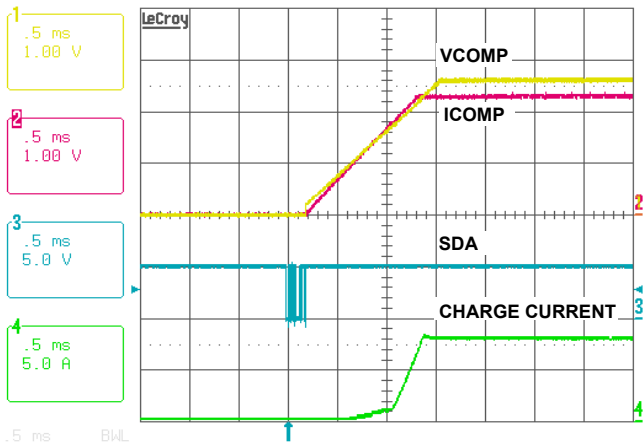 1
.5 ms
1.00 V
2
.5 ms
1.00 V
3
.5 ms
5.0 V
4
.5 ms
5.0 A
.5 ms BWL
LeCroy
VCOMP
ICOMP
2
SDA
3
CHARGE CURRENT
4